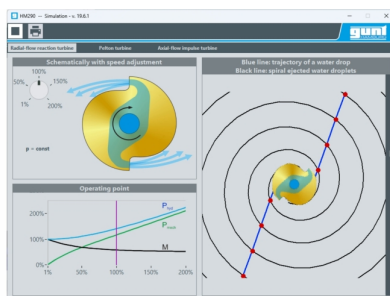 HM290 — Simulation - v. 19.6.1
gunt
Radial-flow reaction turbine
Pelton turbine
Axial-flow impulse turbine
Schematically with speed adjustment
100%
50%
150%
1%
200%
p = const
Operating point
200%
100%
0%
1%
50%
100%
150%
200%
M
Blue line: trajectory of a water drop
Black line: spiral ejected water droplets